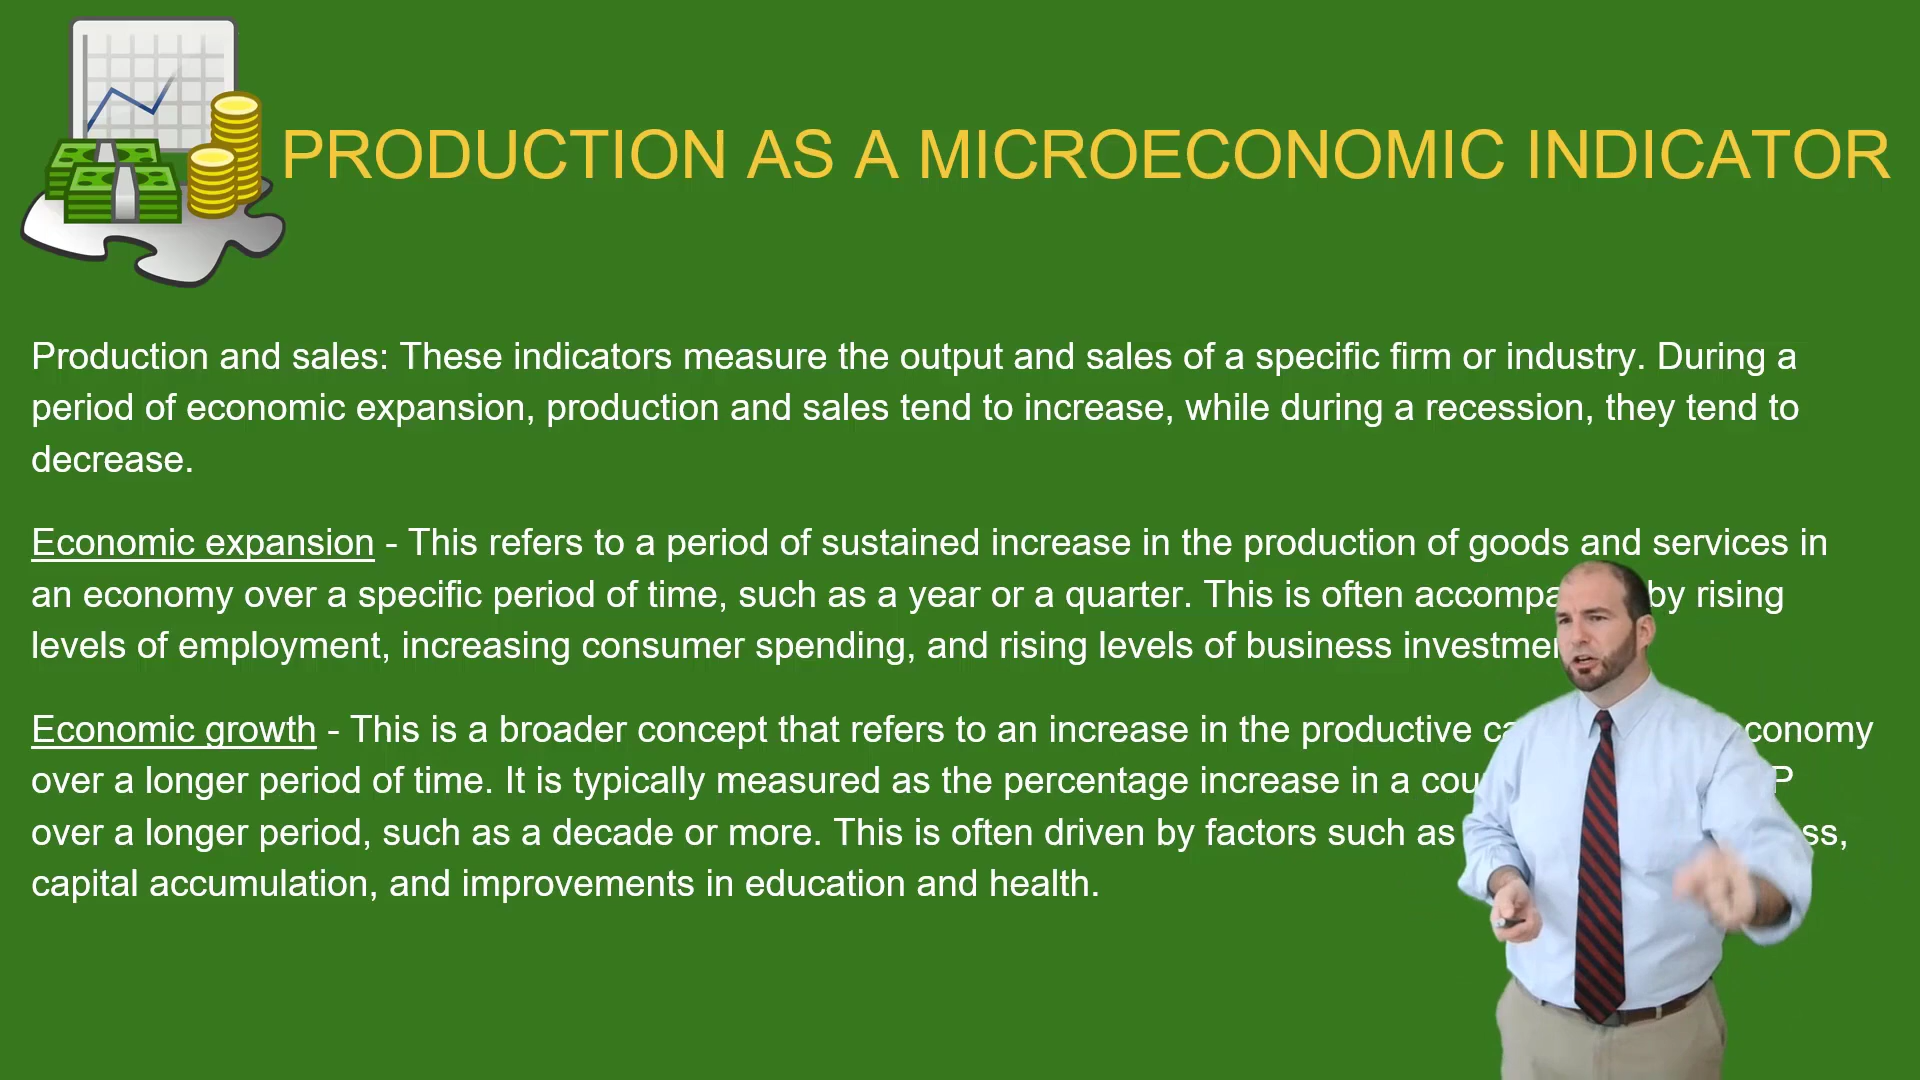 PRODUCTION AS A MICROECONOMIC INDICATOR
Production and sales: These indicators measure the output and sales of a specific firm or industry. During a
period of economic expansion, production and sales tend to increase, while during a recession, they tend to
decrease.
Economic expansion - This refers to a period of sustained increase in the production of goods and services in
an economy over a specific period of time, such as a year or a quarter. This is often by rising
levels of employment, increasing consumer spending, and rising levels of business
Economic growth - This is a broader concept that refers to an increase in the productive
over a longer period of time. It is typically measured as the percentage increase in a
over a longer period, such as a decade or more. This is often driven by factors such as
capital accumulation, and improvements in education and health.